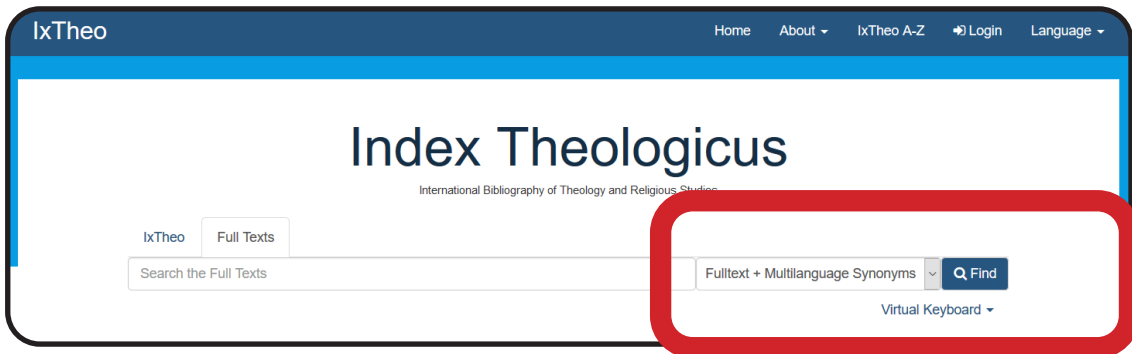 IxTheo Home About IxTheo A-Z Login Language
Index Theologicus
International Bibliography of Theology and Religious Studies
IxTheo Full Texts
Search the Full Texts Fulltext + Multilanguage Synonyms Find
Virtual Keyboard